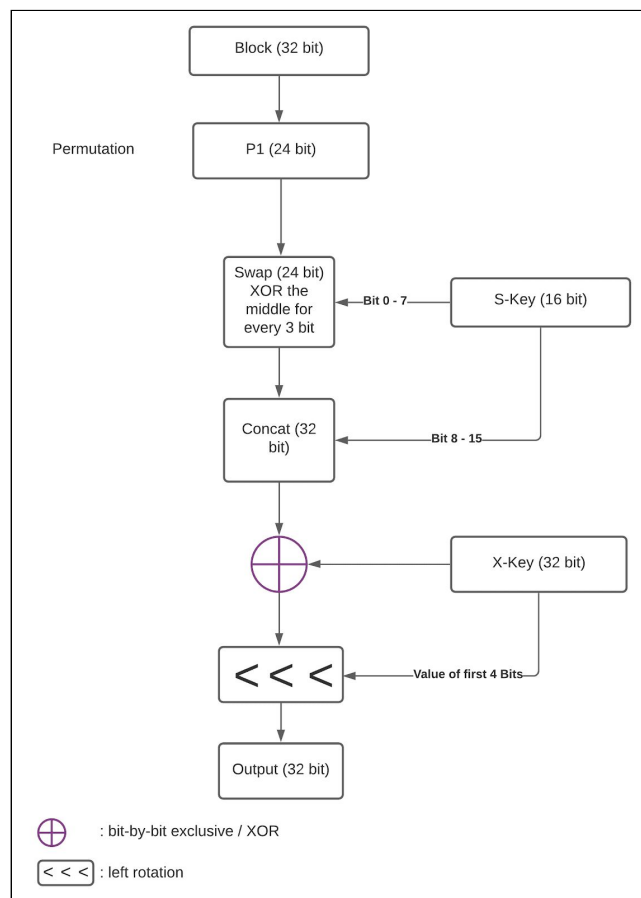 Block (32 bit)
Permutation
P1 (24 bit)
Swap (24 bit)
XOR the
middle for
every 3 bit
Bit 0 - 7
S-Key (16 bit)
Concat (32
bit)
Bit 8 - 15
X-Key (32 bit)
< < <
Value of first 4 Bits
Output (32 bit)
: bit-by-bit exclusive / XOR
< < < : left rotation